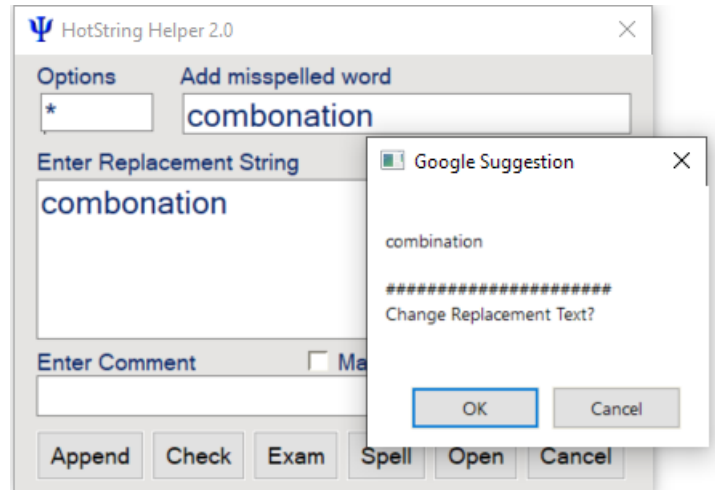 Ψ HotString Helper 2.0
Options Add misspelled word
* combonation
Enter Replacement String
combonation
Google Suggestion
combination
######################
Change Replacement Text?
OK Cancel
Enter Comment Ma
Append Check Exam Spell Open Cancel